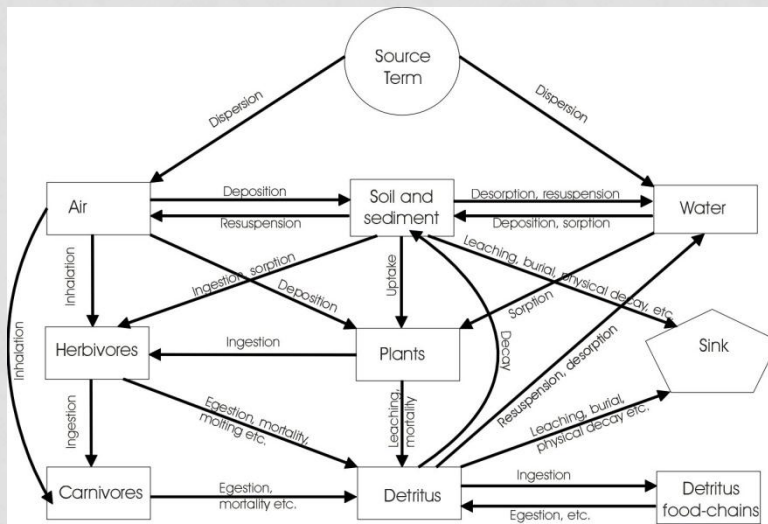 Source
Term
Dispersion
Dispersion
Air
Deposition
Resuspension
Soil and
sediment
Desorption, resuspension
Deposition, sorption
Water
Inhalation
Inhalation
Ingestion, sorption
Deposition
Uptake
Leaching, burial, physical decay, etc.
Sorption
Herbivores
Ingestion
Plants
Decay
Resuspension, desorption
Sink
Ingestion
Egestion, mortality,
molting etc.
Leaching,
mortality
Leaching, burial,
physical decay etc.
Carnivores
Egestion,
mortality etc.
Detritus
Ingestion
Egestion, etc.
Detritus
food-chains